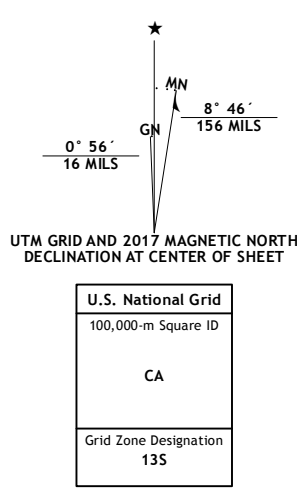 MN
8° 46´
156 MILS
GN
0° 56´
16 MILS
UTM GRID AND 2017 MAGNETIC NORTH
DECLINATION AT CENTER OF SHEET
U.S. National Grid
100,000-m Square ID
CA
Grid Zone Designation
13S